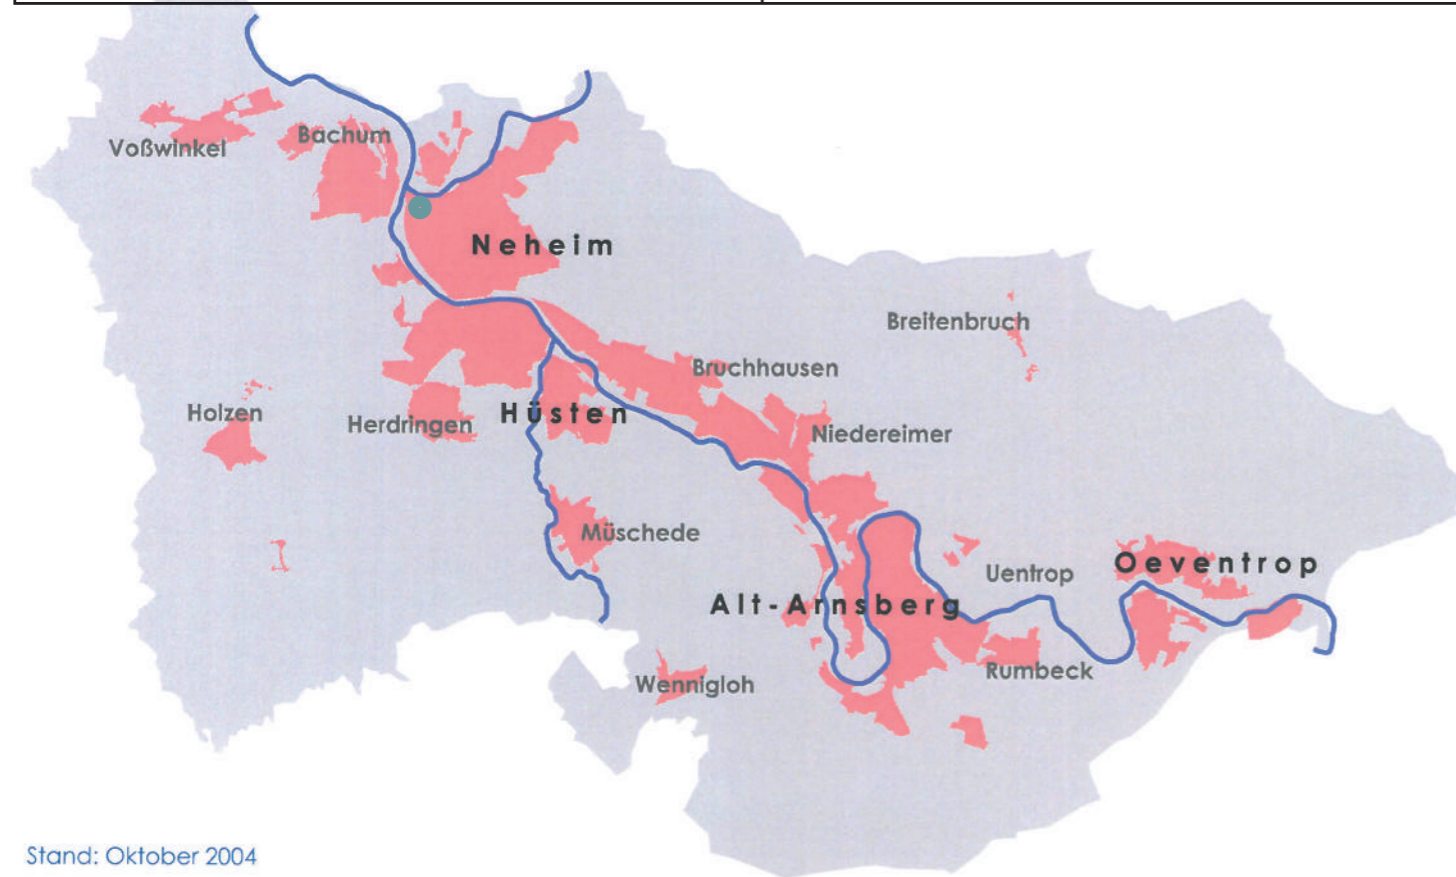 Voßwinkel
Bachum
Neheim
Breitenbruch
Bruchhausen
Holzen
Herdringen
Hüsten
Niedereimer
Müschede
Uentrop
Oeventrop
Alt-Arnsberg
Rumbeck
Wennigloh
Stand: Oktober 2004